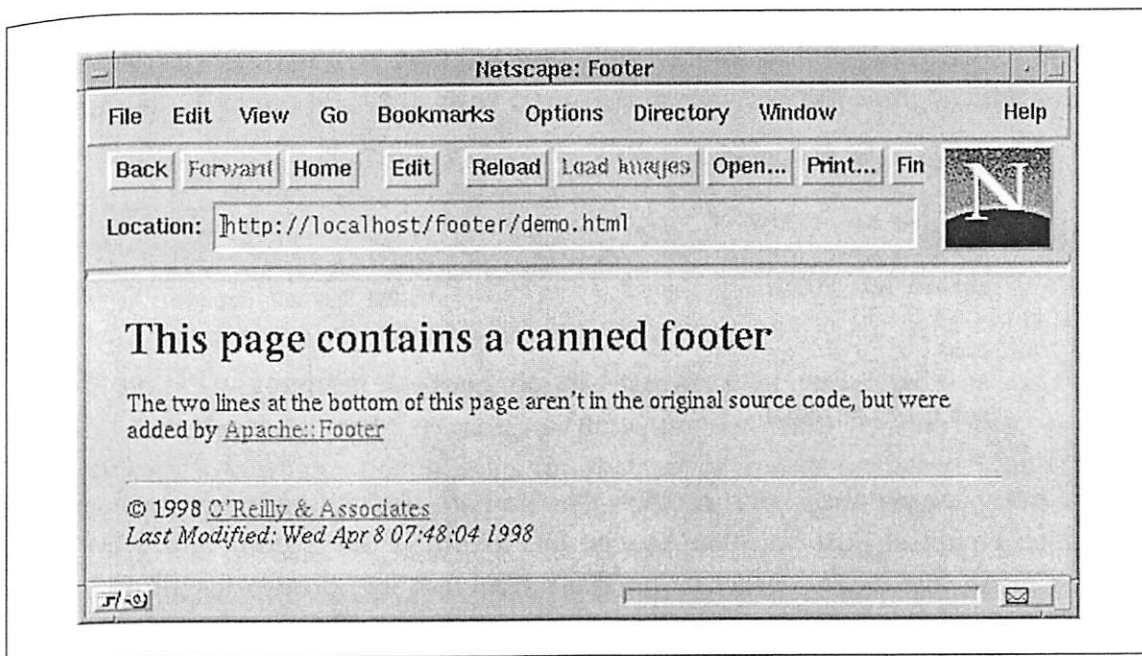 Netscape: Footer
File Edit View Go Bookmarks Options Directory Window Help
Back Forward Home Edit Reload Load Images Open... Print... Fin
N
Location: http://localhost/footer/demo.html
This page contains a canned footer
The two lines at the bottom of this page aren't in the original source code, but were
added by Apache::Footer
© 1998 O'Reilly & Associates
Last Modified: Wed Apr 8 07:48:04 1998